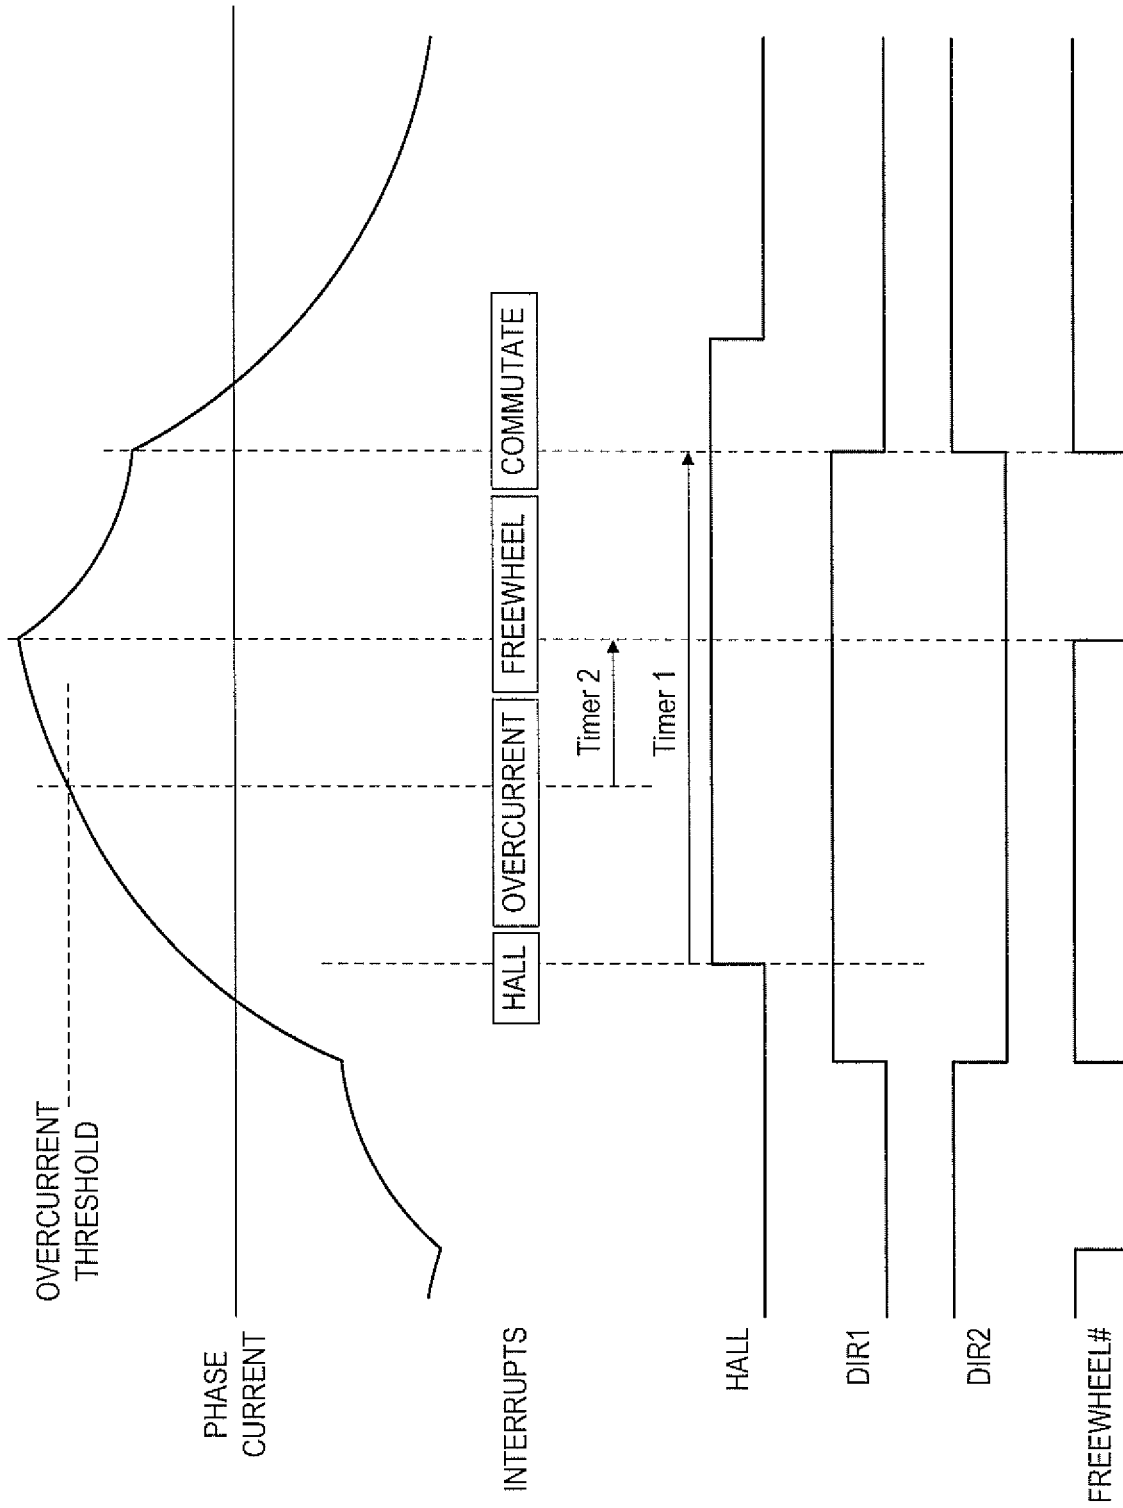 OVERCURRENT
THRESHOLD
PHASE
CURRENT
INTERRUPTS
HALL
OVERCURRENT
FREEWHEEL
COMMUTATE
Timer 2
Timer 1
HALL
DIR1
DIR2
FREEWHEEL#